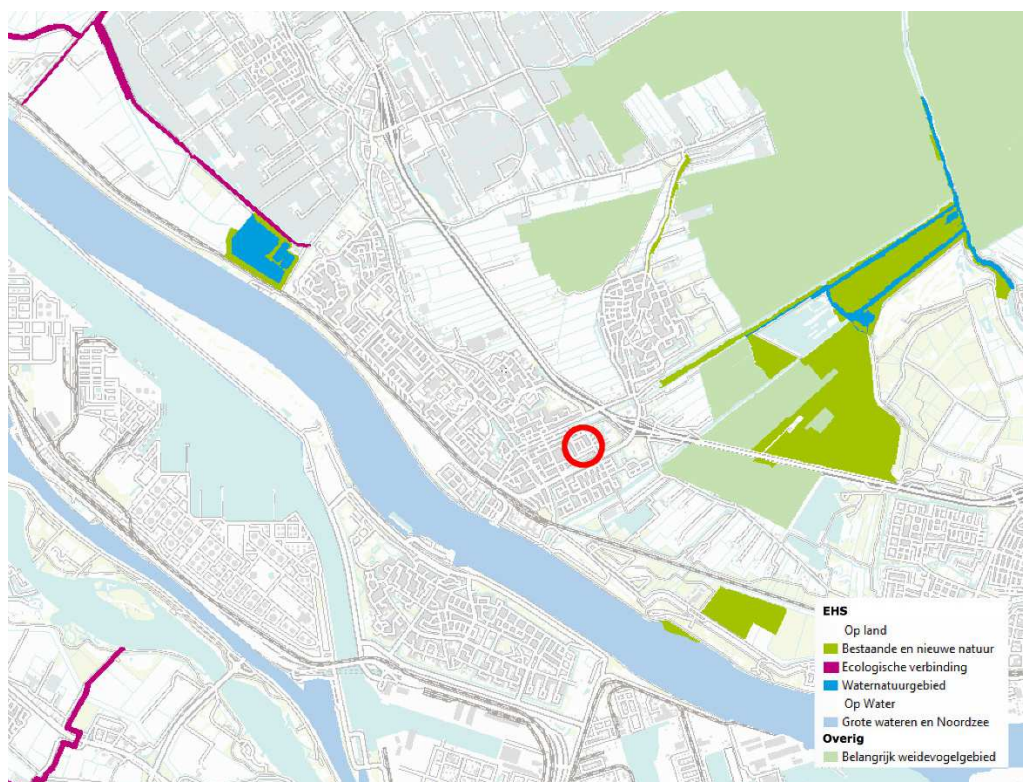 EHS
Op land
Bestaande en nieuwe natuur
Ecologische verbinding
Waternatuurgebied
Op Water
Grote wateren en Noordzee
Overig
Belangrijk weidevogelgebied